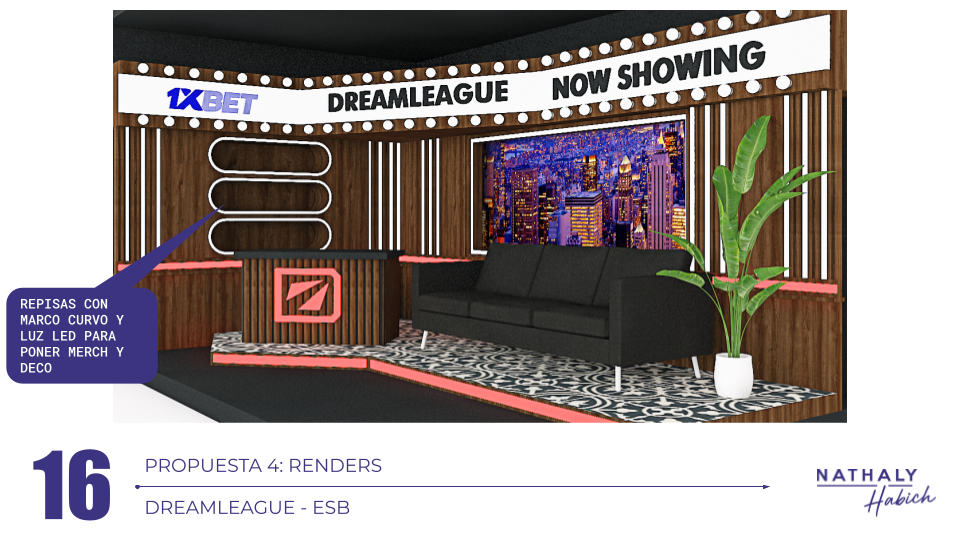 1XBET
DREAMLEAGUE
NOW SHOWING
REPISAS CON
MARCO CURVO Y
LUZ LED PARA
PONER MERCH Y
DECO
16
PROPUESTA 4: RENDERS
DREAMLEAGUE - ESB
NATHALY
Habich